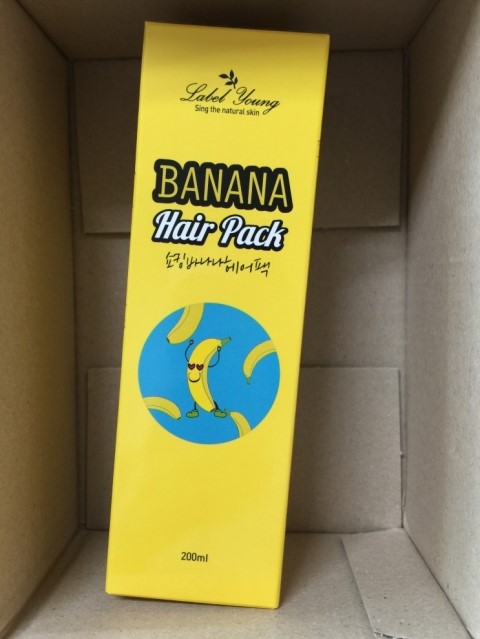 Label Young
Sing the natural skin
BANANA
Hair Pack
쇼킹바나나헤어팩
200ml